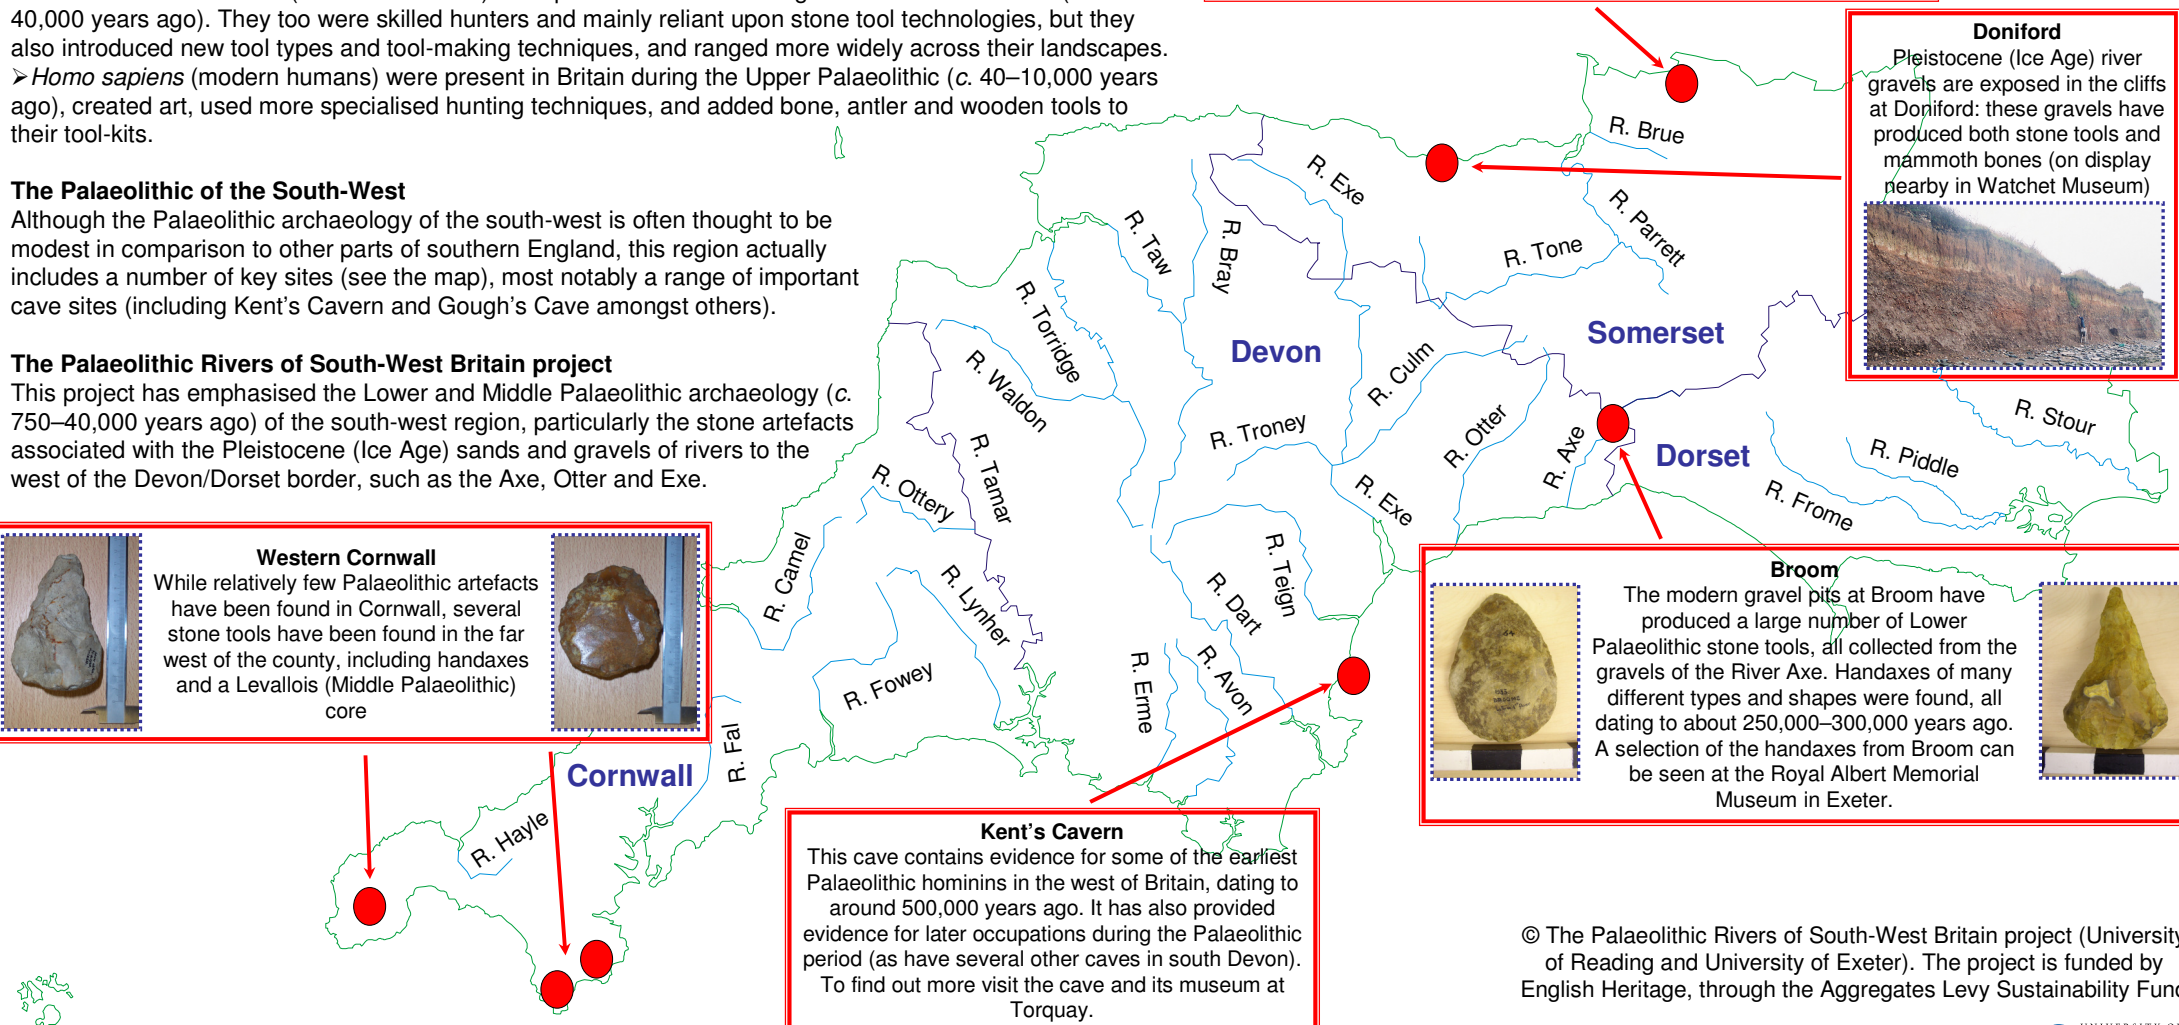 40,000 years ago). They too were skilled hunters and mainly reliant upon stone tool technologies, but they
also introduced new tool types and tool-making techniques, and ranged more widely across their landscapes.
➢Homo sapiens (modern humans) were present in Britain during the Upper Palaeolithic (c. 40–10,000 years
ago), created art, used more specialised hunting techniques, and added bone, antler and wooden tools to
their tool-kits.
The Palaeolithic of the South-West
Although the Palaeolithic archaeology of the south-west is often thought to be
modest in comparison to other parts of southern England, this region actually
includes a number of key sites (see the map), most notably a range of important
cave sites (including Kent's Cavern and Gough's Cave amongst others).
The Palaeolithic Rivers of South-West Britain project
This project has emphasised the Lower and Middle Palaeolithic archaeology (c.
750–40,000 years ago) of the south-west region, particularly the stone artefacts
associated with the Pleistocene (Ice Age) sands and gravels of rivers to the
west of the Devon/Dorset border, such as the Axe, Otter and Exe.
Western Cornwall
While relatively few Palaeolithic artefacts
have been found in Cornwall, several
stone tools have been found in the far
west of the county, including handaxes
and a Levallois (Middle Palaeolithic)
core
Doniford
Pleistocene (Ice Age) river
gravels are exposed in the cliffs
at Doniford: these gravels have
produced both stone tools and
mammoth bones (on display
nearby in Watchet Museum)
R. Brue
R. Exe
R. Parrett
R. Tone
R. Taw
R. Bray
R. Torridge
Somerset
Devon
R. Culm
R. Waldon
R. Troney
R. Otter
R. Axe
Dorset
R. Stour
R. Piddle
R. Frome
R. Tamar
R. Ottery
R. Exe
R. Camel
R. Lynher
R. Teign
R. Dart
R. Fowey
R. Erme
R. Avon
R. Fal
Cornwall
R. Hayle
Broom
The modern gravel pits at Broom have
produced a large number of Lower
Palaeolithic stone tools, all collected from the
gravels of the River Axe. Handaxes of many
different types and shapes were found, all
dating to about 250,000–300,000 years ago.
A selection of the handaxes from Broom can
be seen at the Royal Albert Memorial
Museum in Exeter.
Kent's Cavern
This cave contains evidence for some of the earliest
Palaeolithic hominins in the west of Britain, dating to
around 500,000 years ago. It has also provided
evidence for later occupations during the Palaeolithic
period (as have several other caves in south Devon).
To find out more visit the cave and its museum at
Torquay.
© The Palaeolithic Rivers of South-West Britain project (University
of Reading and University of Exeter). The project is funded by
English Heritage, through the Aggregates Levy Sustainability Fund